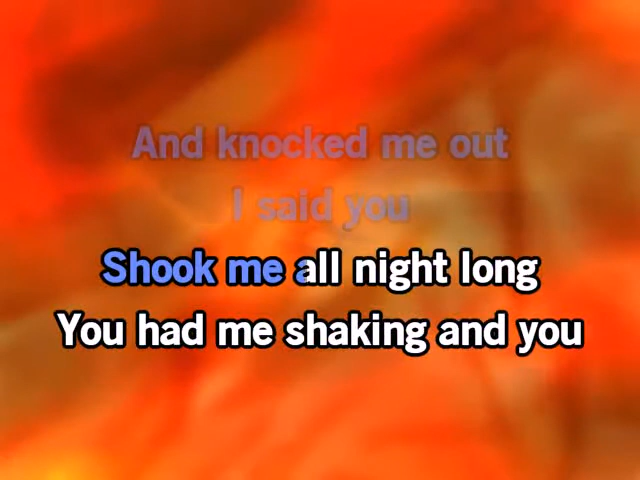 And knocked me out
I said you
Shook me all night long
You had me shaking and you